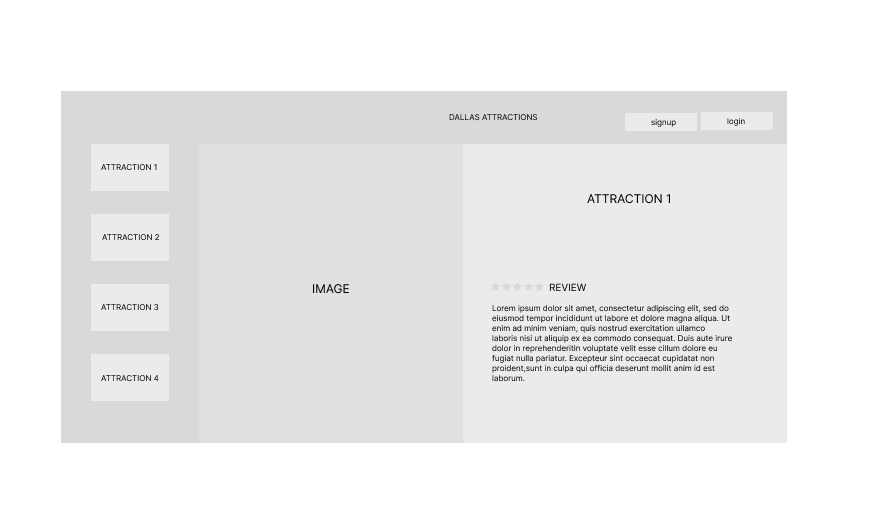 DALLAS ATTRACTIONS
signup
login
ATTRACTION 1
ATTRACTION 2
ATTRACTION 3
ATTRACTION 4
IMAGE
ATTRACTION 1
REVIEW
Lorem ipsum dolor sit amet, consectetur adipiscing elit, sed do
eiusmod tempor incididunt ut labore et dolore magna aliqua. Ut
enim ad minim veniam, quis nostrud exercitation ullamco
laboris nisi ut aliquip ex ea commodo consequat. Duis aute irure
dolor in reprehenderitin voluptate velit esse cillum dolore eu
fugiat nulla pariatur. Excepteur sint occaecat cupidatat non
proident,sunt in culpa qui officia deserunt mollit anim id est
laborum.